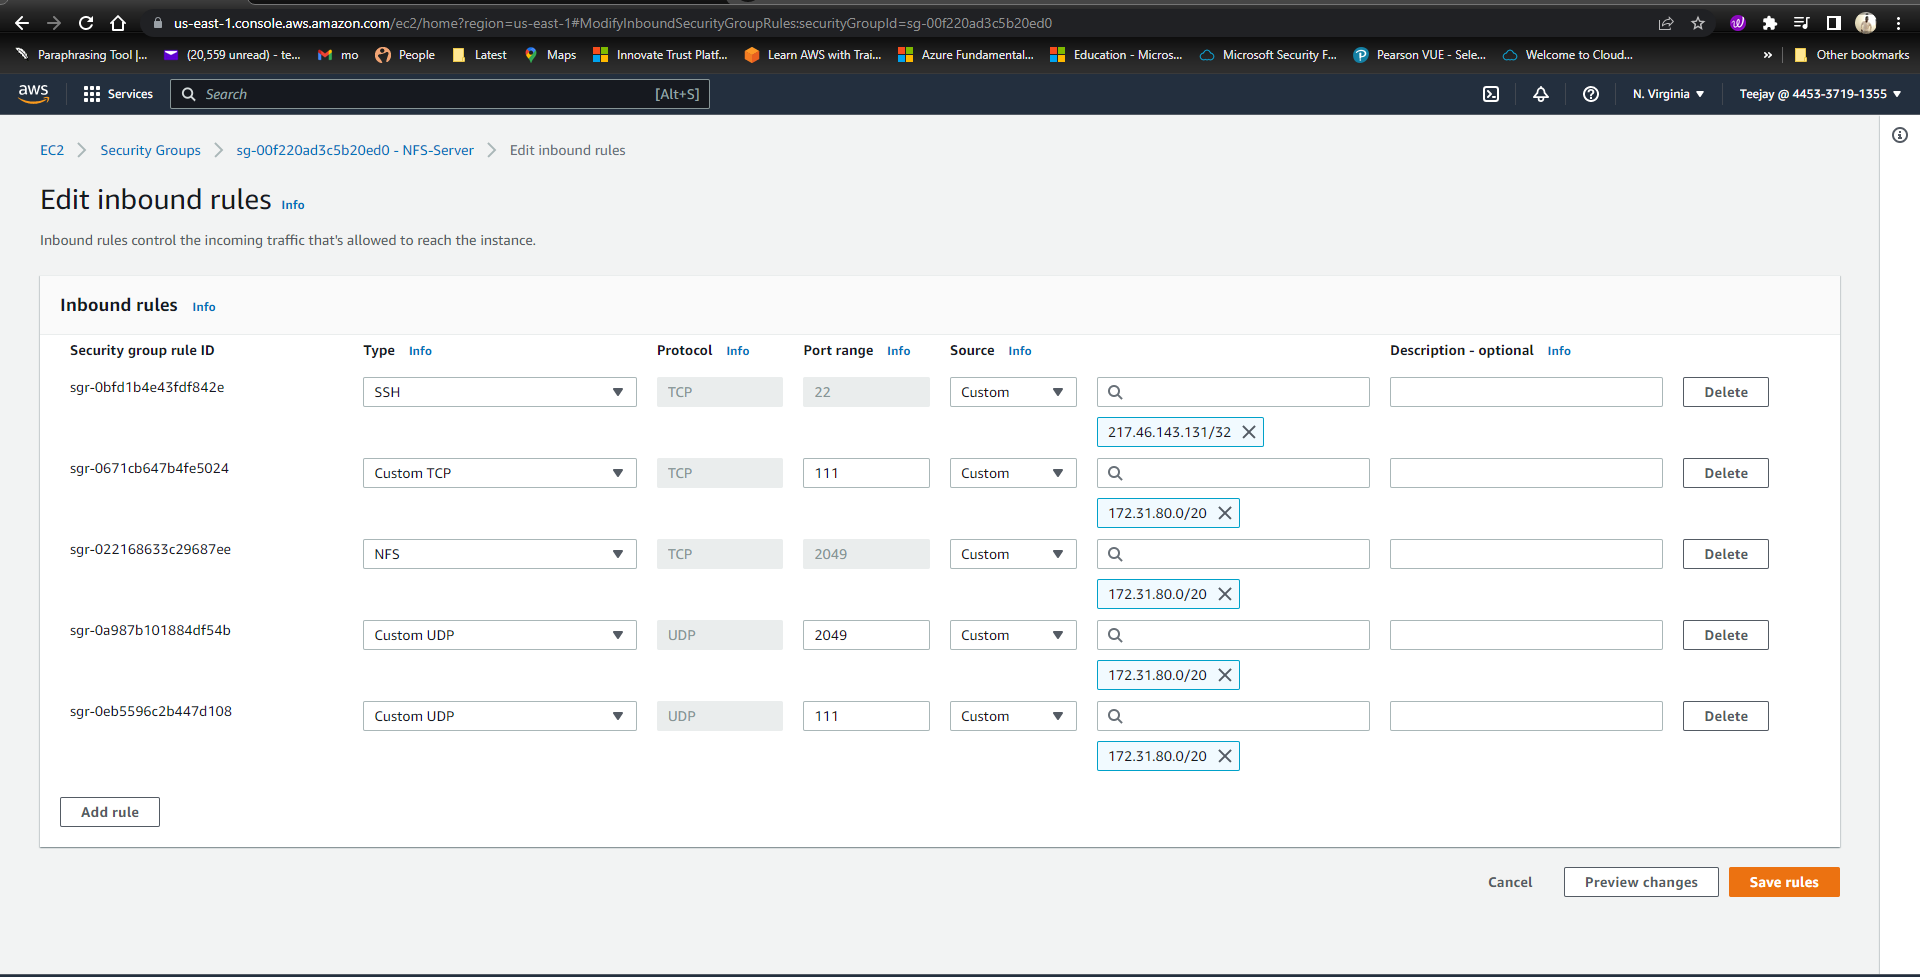 us-east-1.console.aws.amazon.com/ec2/home?region=us-east-1#ModifyInboundSecurityGroupRules:securityGroupId=sg-00f220ad3c5b20ed0
Paraphrasing Tool |... (20,559 unread) - te... mo People Latest Maps Innovate Trust Platf... Learn AWS with Trai... Azure Fundamental... Education - Micros... Microsoft Security F... Pearson VUE - Sele... Welcome to Cloud... » Other bookmarks
aws Services Search [Alt+S] N. Virginia Teejay @ 4453-3719-1355
EC2 Security Groups sg-00f220ad3c5b20ed0 - NFS-Server Edit inbound rules
Edit inbound rules Info
Inbound rules control the incoming traffic that's allowed to reach the instance.
Inbound rules Info
Security group rule ID Type Info Protocol Info Port range Info Source Info Description - optional Info
sgr-0bfd1b4e43fdf842e SSH TCP 22 Custom Delete
217.46.143.131/32
sgr-0671cb647b4fe5024 Custom TCP TCP 111 Custom Delete
172.31.80.0/20
sgr-022168633c29687ee NFS TCP 2049 Custom Delete
172.31.80.0/20
sgr-0a987b101884df54b Custom UDP UDP 2049 Custom Delete
172.31.80.0/20
sgr-0eb5596c2b447d108 Custom UDP UDP 111 Custom Delete
172.31.80.0/20
Add rule
Cancel Preview changes Save rules